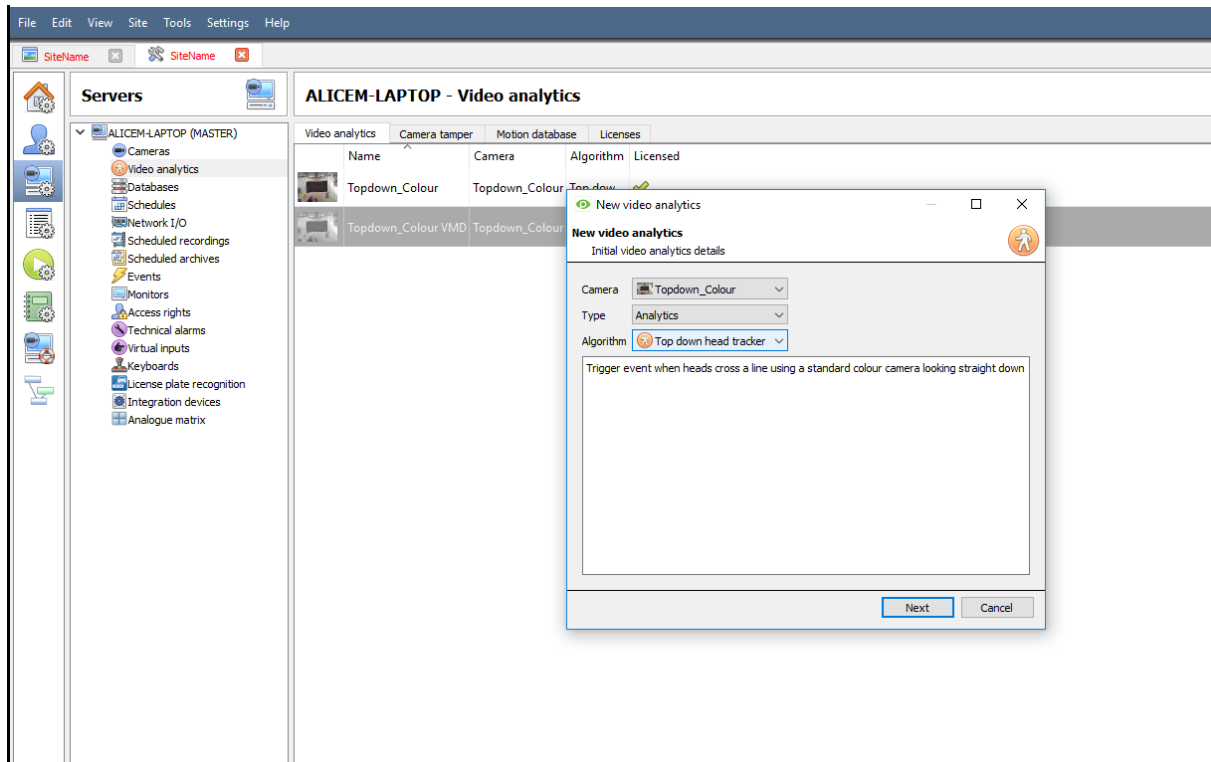 File Edit View Site Tools Settings Help
SiteName SiteName
Servers
ALICEM-LAPTOP (MASTER)
Cameras
Video analytics
Databases
Schedules
Network I/O
Scheduled recordings
Scheduled archives
Events
Monitors
Access rights
Technical alarms
Virtual inputs
Keyboards
License plate recognition
Integration devices
Analogue matrix
ALICEM-LAPTOP - Video analytics
Video analytics Camera tamper Motion database Licenses
Name Camera Algorithm Licensed
Topdown_Colour Topdown_Colour Top dow
Topdown_Colour VMD Topdown_Colour
New video analytics
New video analytics
Initial video analytics details
Camera Topdown_Colour
Type Analytics
Algorithm Top down head tracker
Trigger event when heads cross a line using a standard colour camera looking straight down
Next Cancel